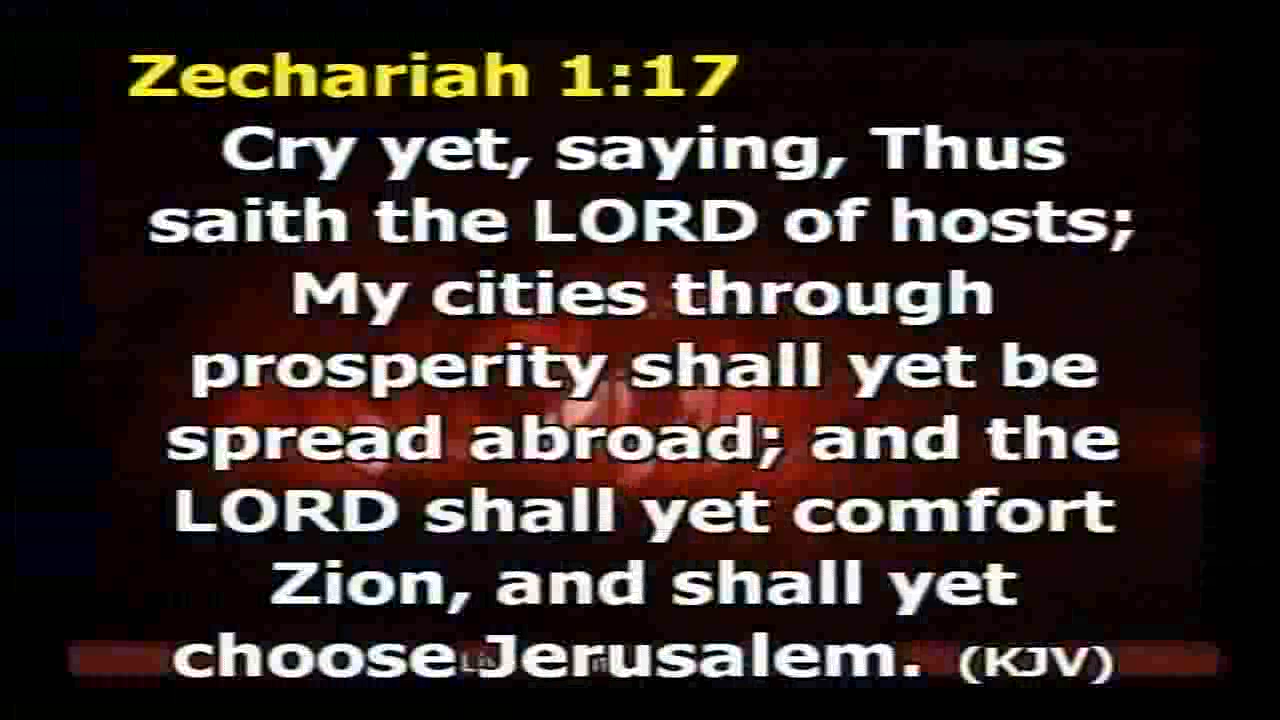 Zechariah 1:17
Cry yet, saying, Thus
saith the LORD of hosts;
My cities through
prosperity shall yet be
spread abroad; and the
LORD shall yet comfort
Zion, and shall yet
choose Jerusalem. (KJV)